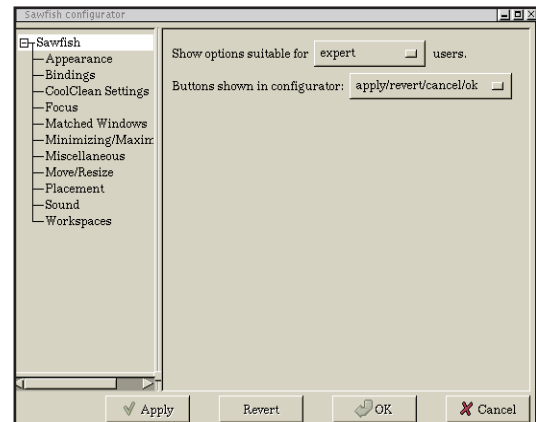 Sawfish configurator
Sawfish
Appearance
Bindings
CoolClean Settings
Focus
Matched Windows
Minimizing/Maxim
Miscellaneous
Move/Resize
Placement
Sound
Workspaces
Show options suitable for expert users.
Buttons shown in configurator: apply/revert/cancel/ok
Apply Revert OK Cancel